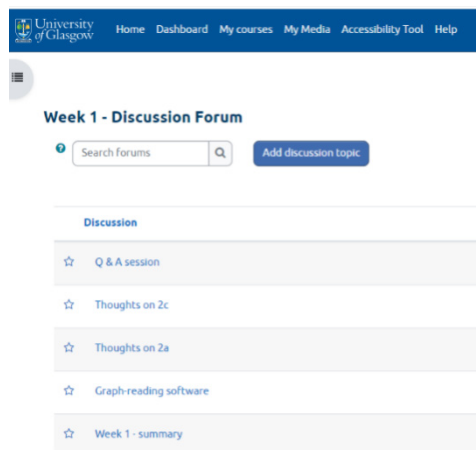 University of Glasgow
Home Dashboard My courses My Media Accessibility Tool Help
Week 1 - Discussion Forum
Search forums
Add discussion topic
Discussion
Q & A session
Thoughts on 2c
Thoughts on 2a
Graph-reading software
Week 1 - summary